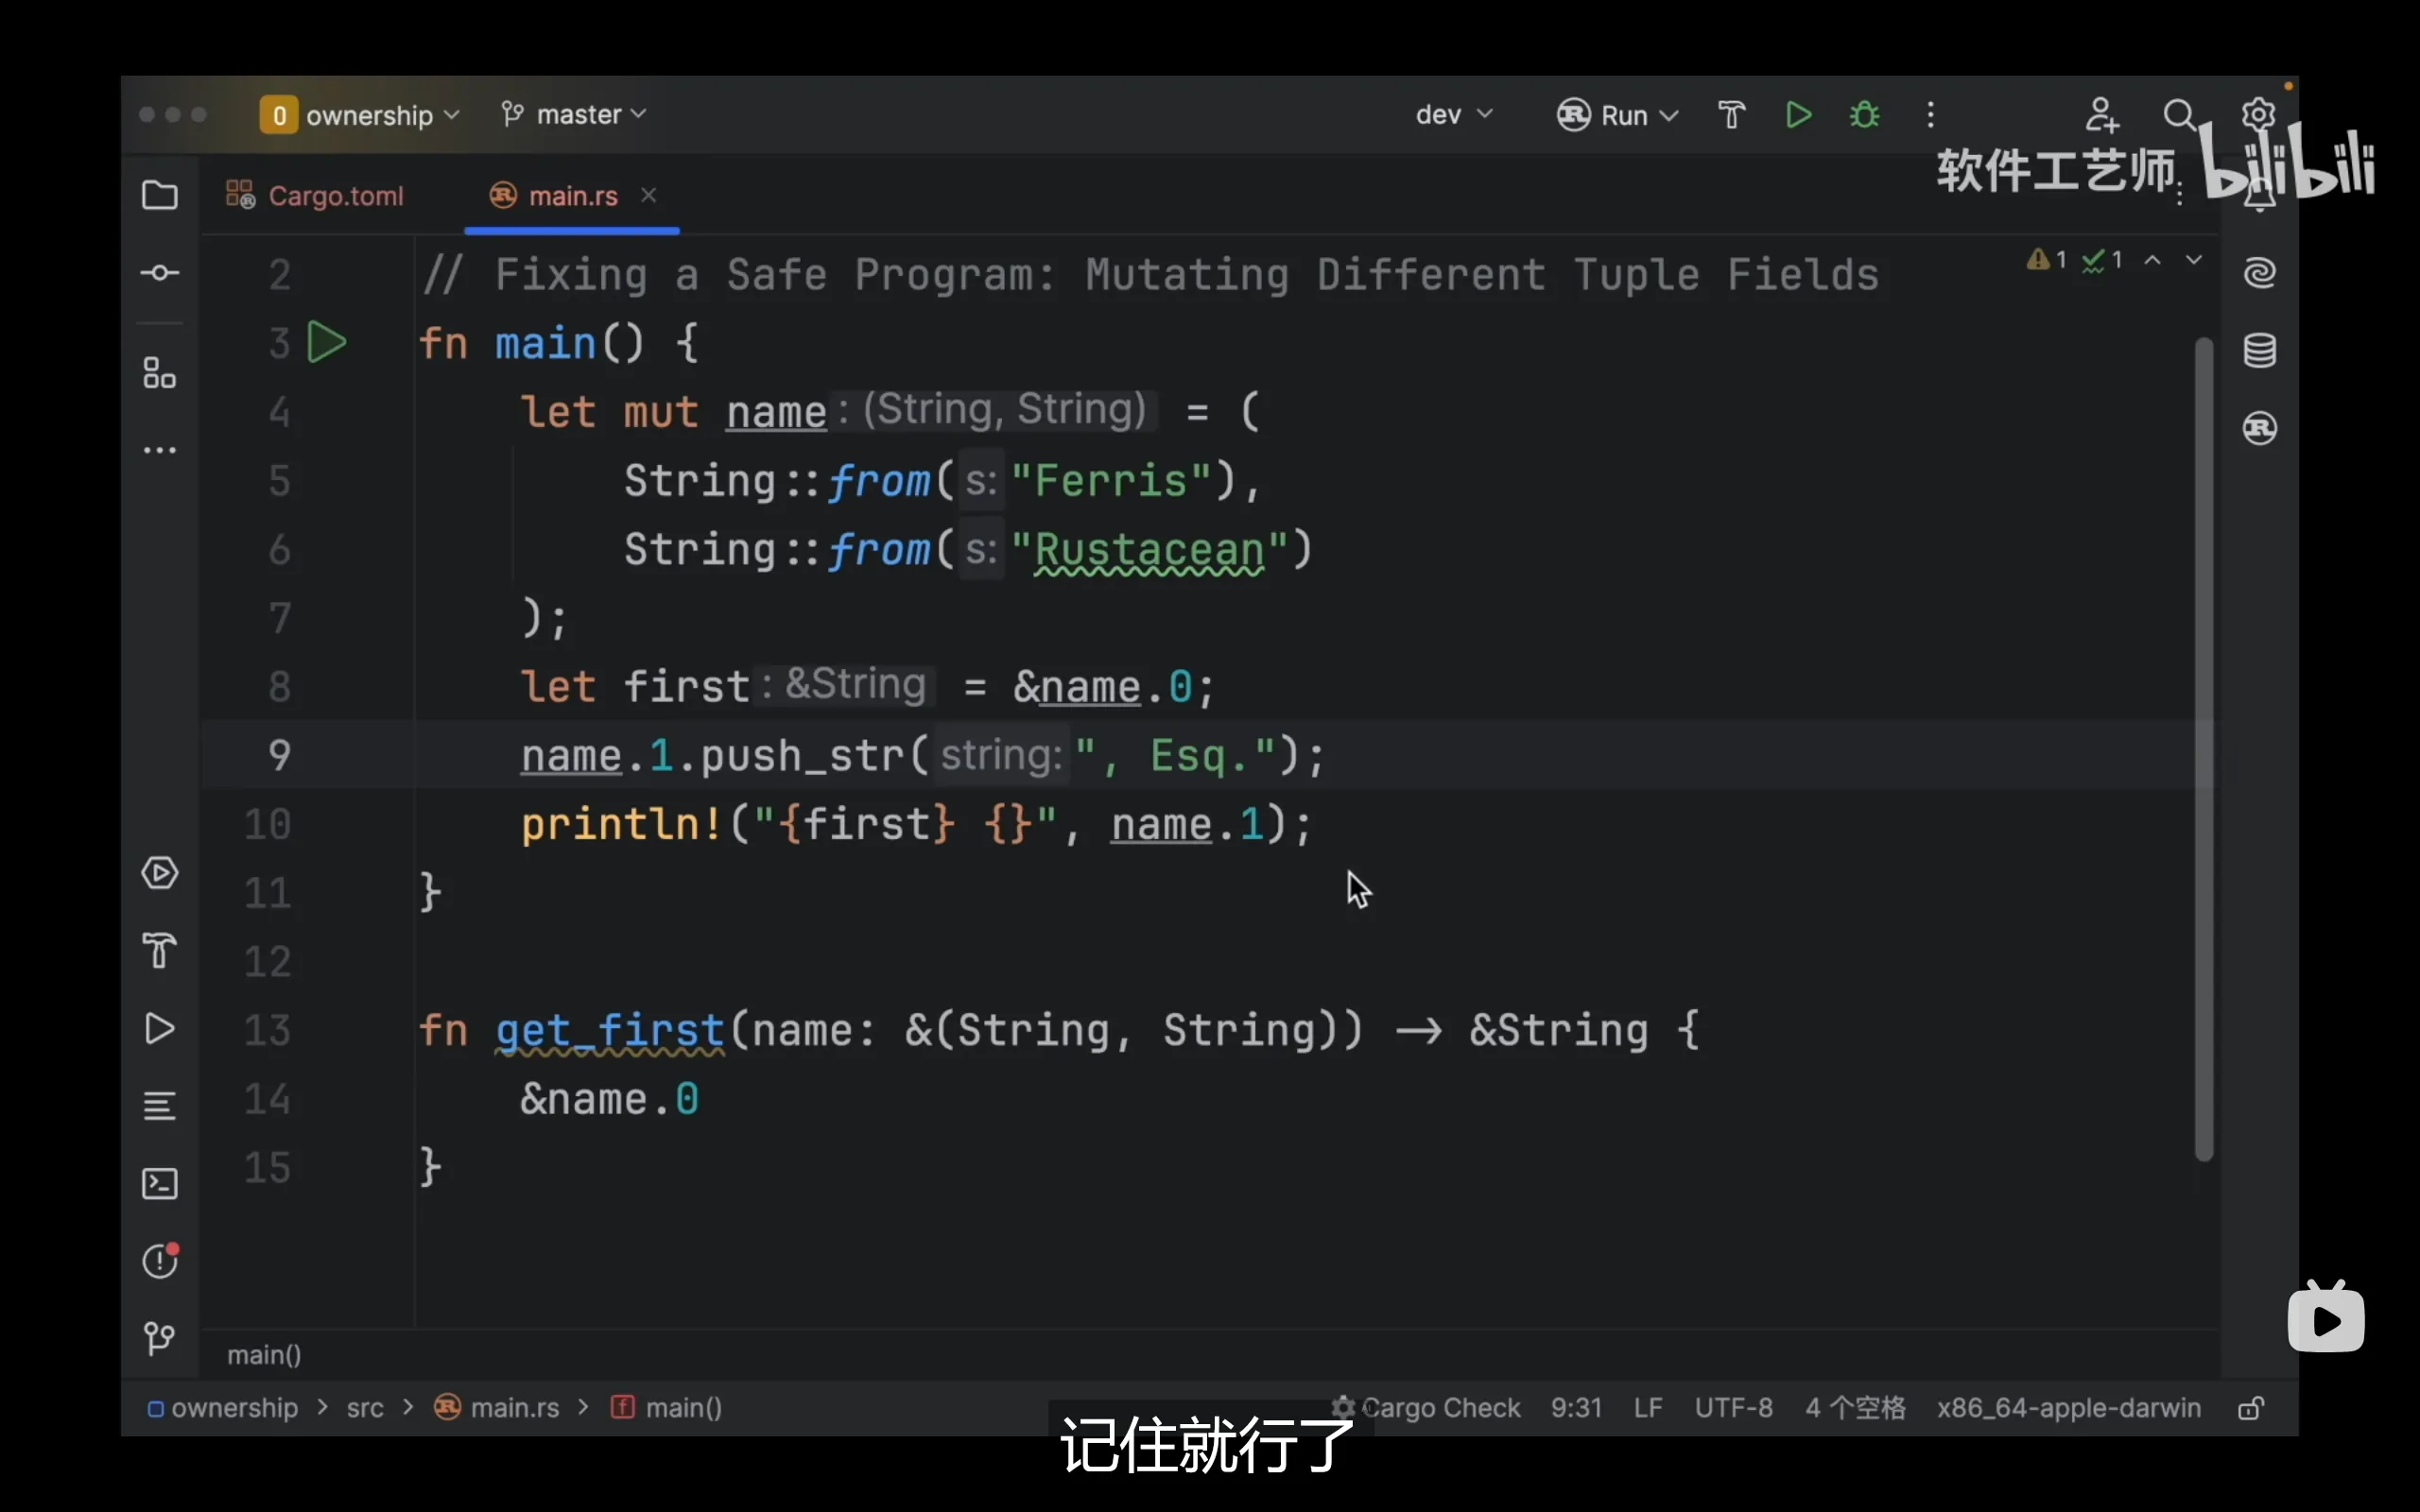 0 ownership master dev Run
软件工艺师 bilibili
Cargo.toml main.rs
1 1
2 // Fixing a Safe Program: Mutating Different Tuple Fields
3 fn main() {
4 let mut name: (String, String) = (
5 String::from(s: "Ferris"),
6 String::from(s: "Rustacean")
7 );
8 let first: &String = &name.0;
9 name.1.push_str(string: ", Esq.");
10 println!("{first} {}", name.1);
11 }
12
13 fn get_first(name: &(String, String)) -> &String {
14 &name.0
15 }
main()
ownership > src > main.rs > main() Cargo Check 9:31 LF UTF-8 4 个空格 x86_64-apple-darwin
记住就行了